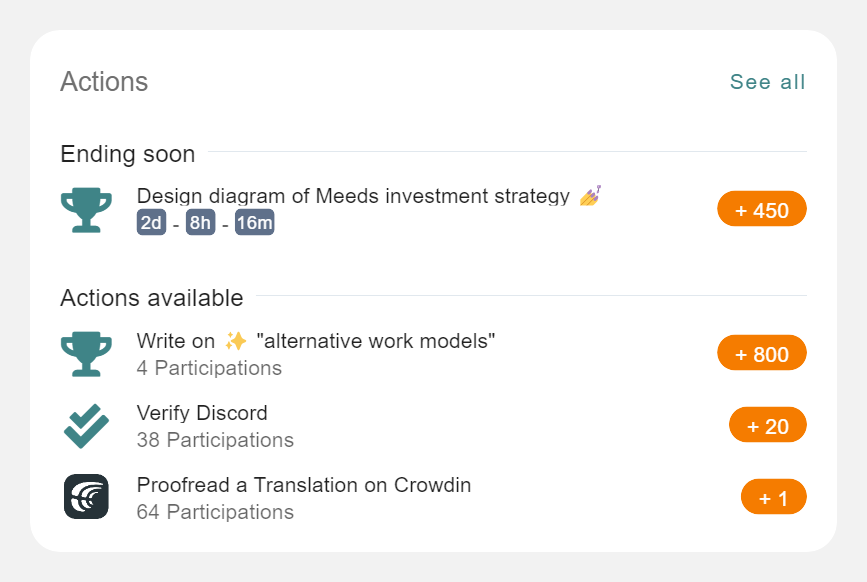 Actions
See all
Ending soon
Design diagram of Meeds investment strategy 💅
2d - 8h - 16m
+ 450
Actions available
Write on ✨ "alternative work models"
4 Participations
+ 800
Verify Discord
38 Participations
+ 20
Proofread a Translation on Crowdin
64 Participations
+ 1